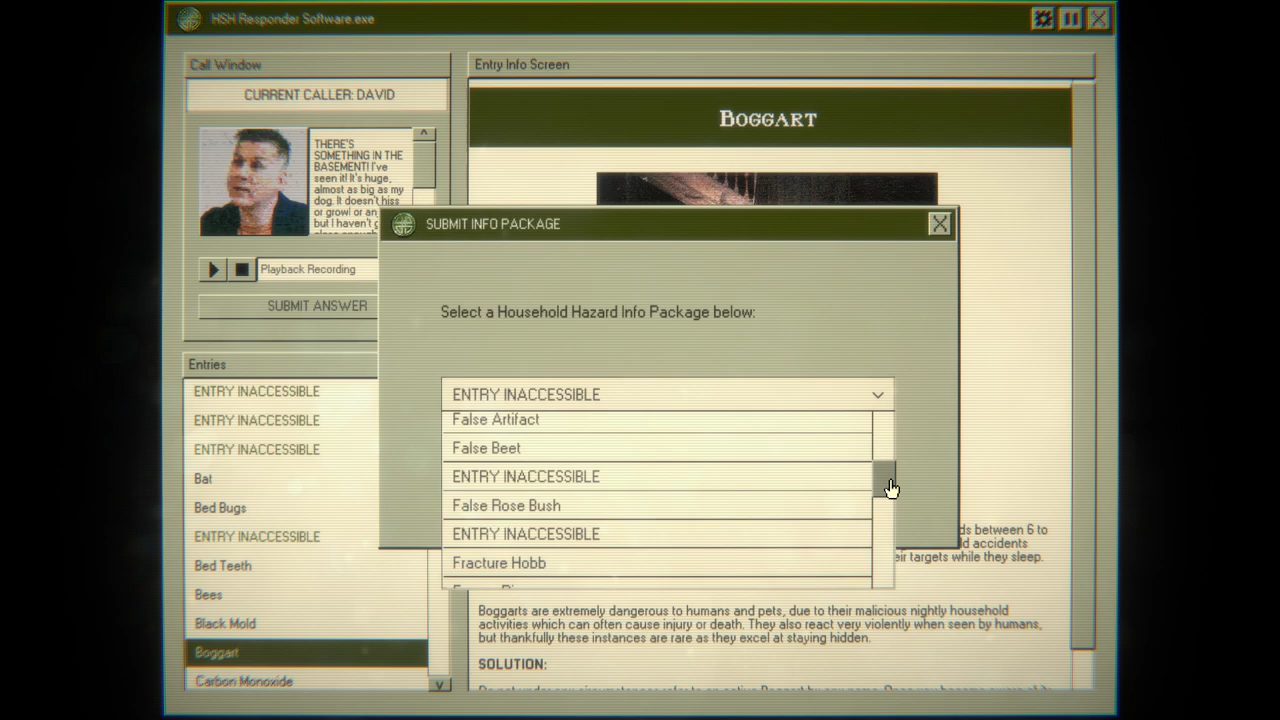 HSH Responder Software.exe
Call Window
CURRENT CALLER: DAVID
THERE'S
SOMETHING IN THE
BASEMENT! I've
seen it! It's huge,
almost as big as my
dog. It doesn't hiss
or growl or an
but I haven't g
Playback Recording
SUBMIT ANSWER
Entries
ENTRY INACCESSIBLE
ENTRY INACCESSIBLE
ENTRY INACCESSIBLE
Bat
Bed Bugs
ENTRY INACCESSIBLE
Bed Teeth
Bees
Black Mold
Boggart
Carbon Monoxide
Entry Info Screen
BOGGART
SUBMIT INFO PACKAGE
Select a Household Hazard Info Package below:
ENTRY INACCESSIBLE
False Artifact
False Beet
ENTRY INACCESSIBLE
False Rose Bush
ENTRY INACCESSIBLE
Fracture Hobb
ds between 6 to
ld accidents
eir targets while they sleep.
Boggarts are extremely dangerous to humans and pets, due to their malicious nightly household
activities which can often cause injury or death. They also react very violently when seen by humans,
but thankfully these instances are rare as they excel at staying hidden.
SOLUTION: